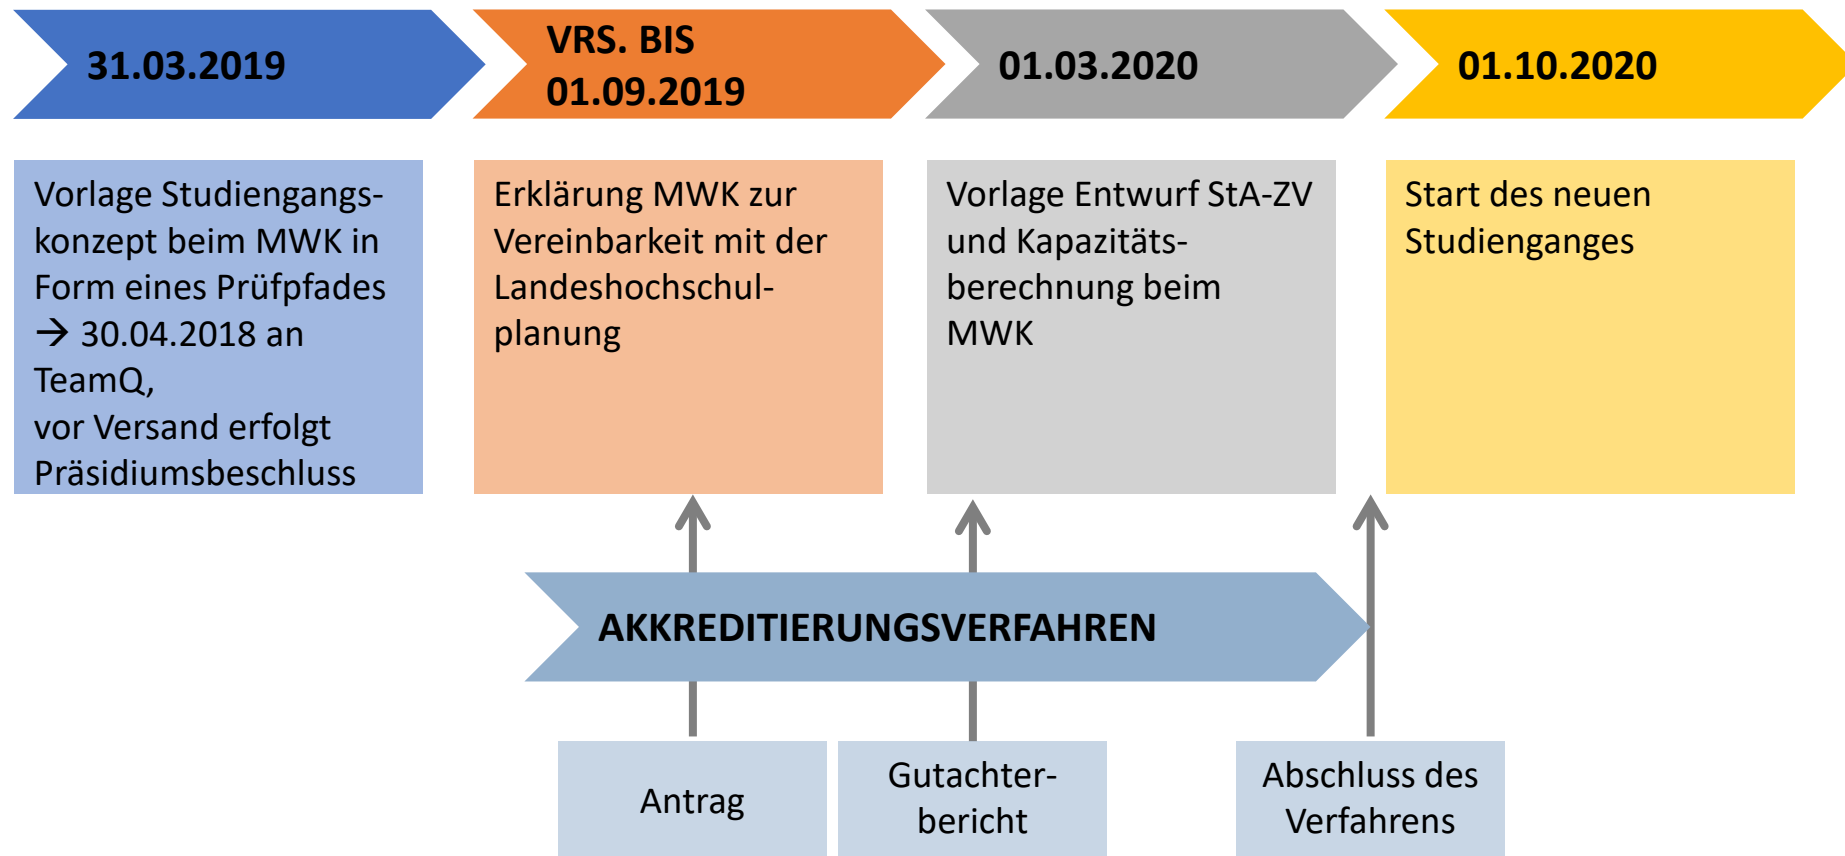 31.03.2019
VRS. BIS
01.09.2019
01.03.2020
01.10.2020
Vorlage Studiengangs-
konzept beim MWK in
Form eines Prüfpfades
→ 30.04.2018 an
TeamQ,
vor Versand erfolgt
Präsidiumsbeschluss
Erklärung MWK zur
Vereinbarkeit mit der
Landeshochschul-
planung
Vorlage Entwurf StA-ZV
und Kapazitäts-
berechnung beim
MWK
Start des neuen
Studienganges
AKKREDITIERUNGSVERFAHREN
Antrag
Gutachter-
bericht
Abschluss des
Verfahrens